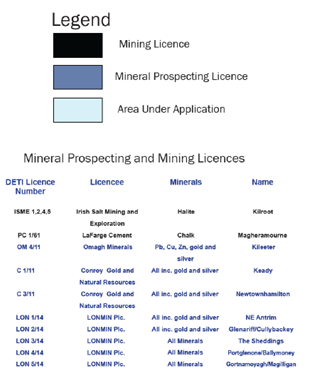 Legend
Mining Licence
Mineral Prospecting Licence
Area Under Application
Mineral Prospecting and Mining Licences
DETI Licence Number Licencee Minerals Name
ISME 1,2,4,5 Irish Salt Mining and Exploration Halite Kilroot
PC 1/61 LaFarge Cement Chalk Magheramourne
OM 4/11 Omagh Minerals Pb, Cu, Zn, gold and silver Kileeter
C 1/11 Conroy Gold and Natural Resources All inc. gold and silver Keady
C 3/11 Conroy Gold and Natural Resources All inc. gold and silver Newtownhamilton
LON 1/14 LONMIN Plc. All inc. gold and silver NE Antrim
LON 2/14 LONMIN Plc. All inc. gold and silver Glenariff/Cullybackey
LON 3/14 LONMIN Plc. All Minerals The Sheddings
LON 4/14 LONMIN Plc. All Minerals Portglenone/Ballymoney
LON 5/14 LONMIN Plc. All Minerals Gortnamoyagh/Magilligan